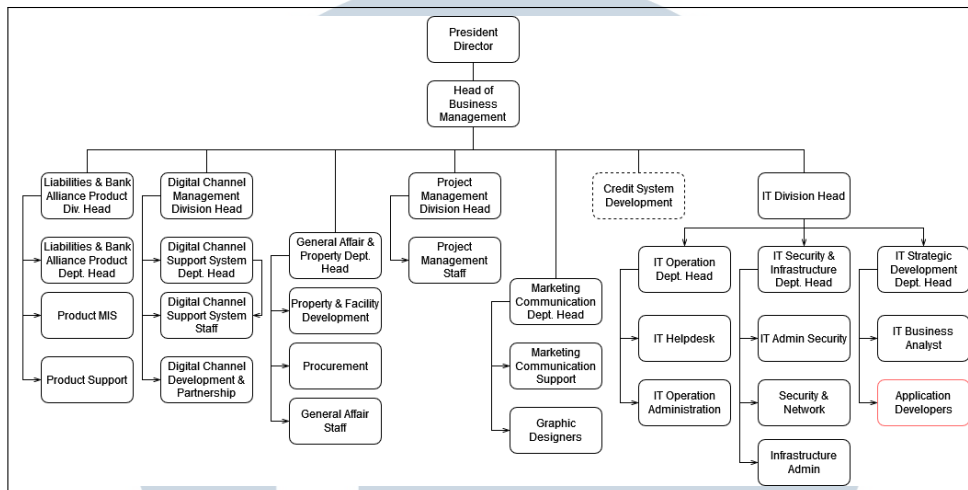 President
Director
Head of
Business
Management
Liabilities & Bank
Alliance Product
Div. Head
Digital Channel
Management
Division Head
Project
Management
Division Head
Credit System
Development
IT Division Head
Liabilities & Bank
Alliance Product
Dept. Head
Digital Channel
Support System
Dept. Head
General Affair &
Property Dept.
Head
Project
Management
Staff
IT Operation
Dept. Head
IT Security &
Infrastructure
Dept. Head
IT Strategic
Development
Dept. Head
Product MIS
Digital Channel
Support System
Staff
Property & Facility
Development
Marketing
Communication
Dept. Head
IT Helpdesk
IT Admin Security
IT Business
Analyst
Product Support
Digital Channel
Development &
Partnership
Procurement
Marketing
Communication
Support
IT Operation
Administration
Security &
Network
Application
Developers
General Affair
Staff
Graphic
Designers
Infrastructure
Admin